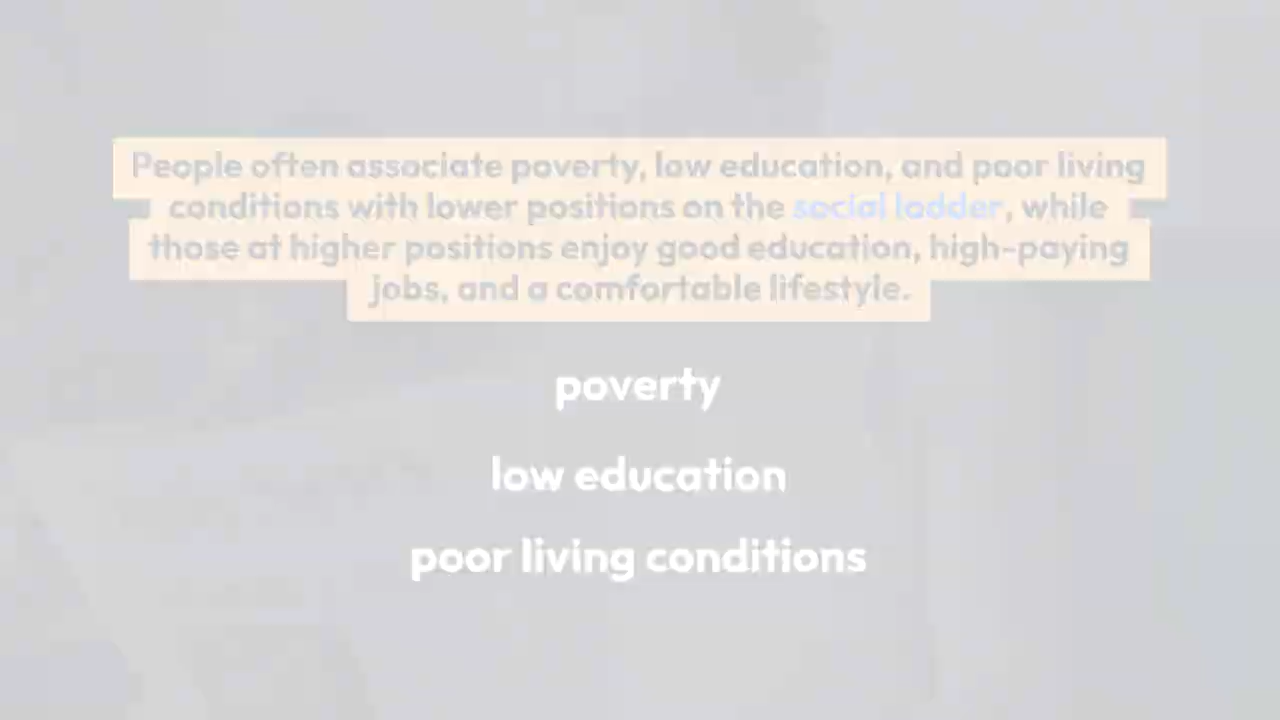 People often associate poverty, low education, and poor living
conditions with lower positions on the social ladder, while
those at higher positions enjoy good education, high-paying
jobs, and a comfortable lifestyle.
poverty
low education
poor living conditions